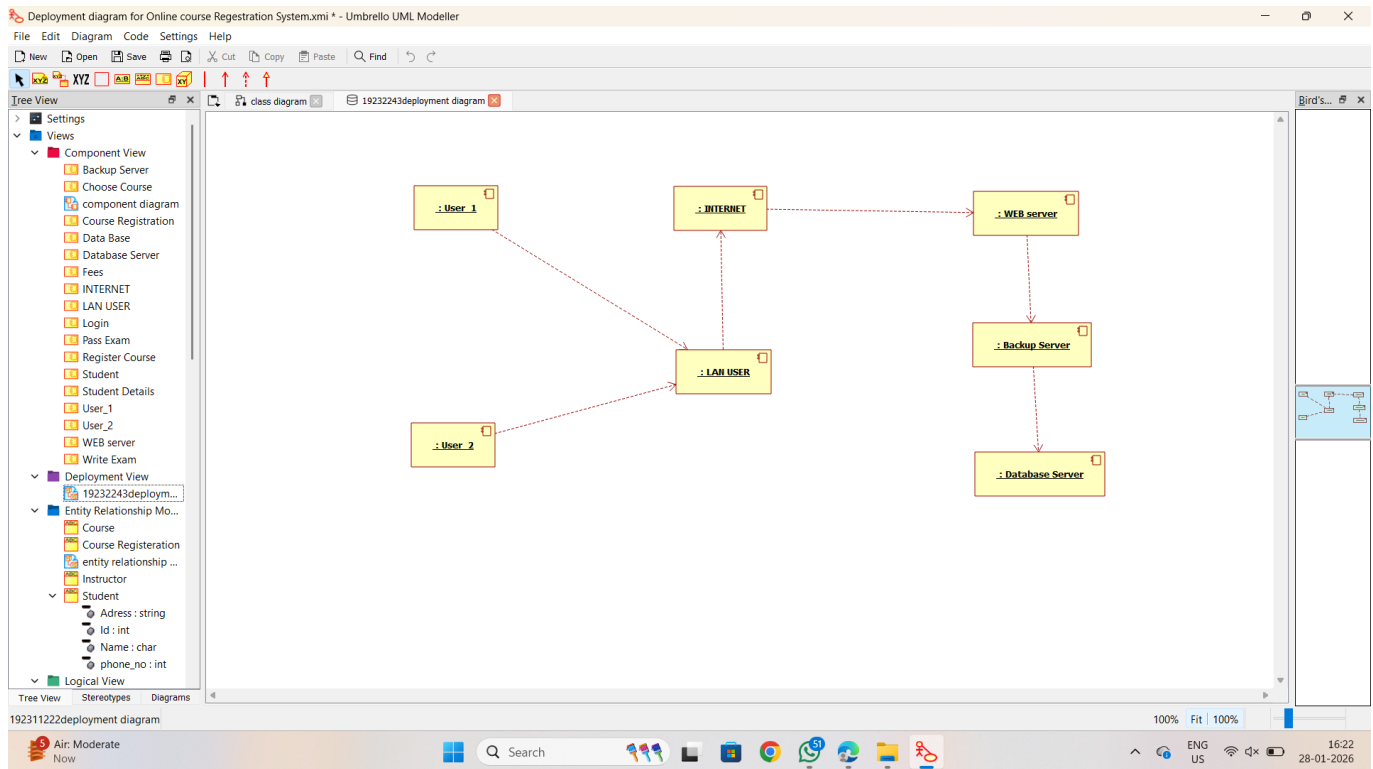 Deployment diagram for Online course Regestration System.xmi * - Umbrello UML Modeller
File Edit Diagram Code Settings Help
New Open Save Cut Copy Paste Find
XYZ XYZ XYZ A:B ABC XY
Tree View
class diagram
19232243deployment diagram
Bird's...
Settings
Views
Component View
Backup Server
Choose Course
component diagram
Course Registration
Data Base
Database Server
Fees
INTERNET
LAN USER
Login
Pass Exam
Register Course
Student
Student Details
User_1
User_2
WEB server
Write Exam
Deployment View
19232243deploym...
Entity Relationship Mo...
Course
Course Registeration
entity relationship ...
Instructor
Student
Adress : string
Id : int
Name : char
phone_no : int
Logical View
Tree View Stereotypes Diagrams
: User_1
: INTERNET
: WEB server
: LAN USER
: Backup Server
: User_2
: Database Server
192311222deployment diagram
100% Fit 100%
5
Air: Moderate
Now
Search
51
ENG
US
16:22
28-01-2026